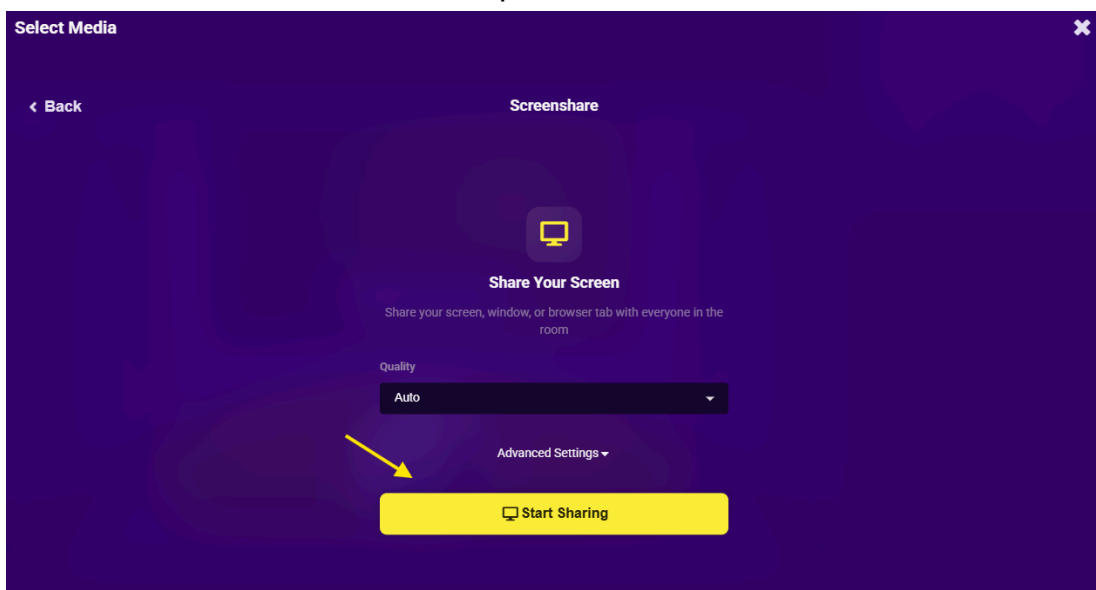 Select Media
Back
Screenshare
Share Your Screen
Share your screen, window, or browser tab with everyone in the
room
Quality
Auto
Advanced Settings
Start Sharing